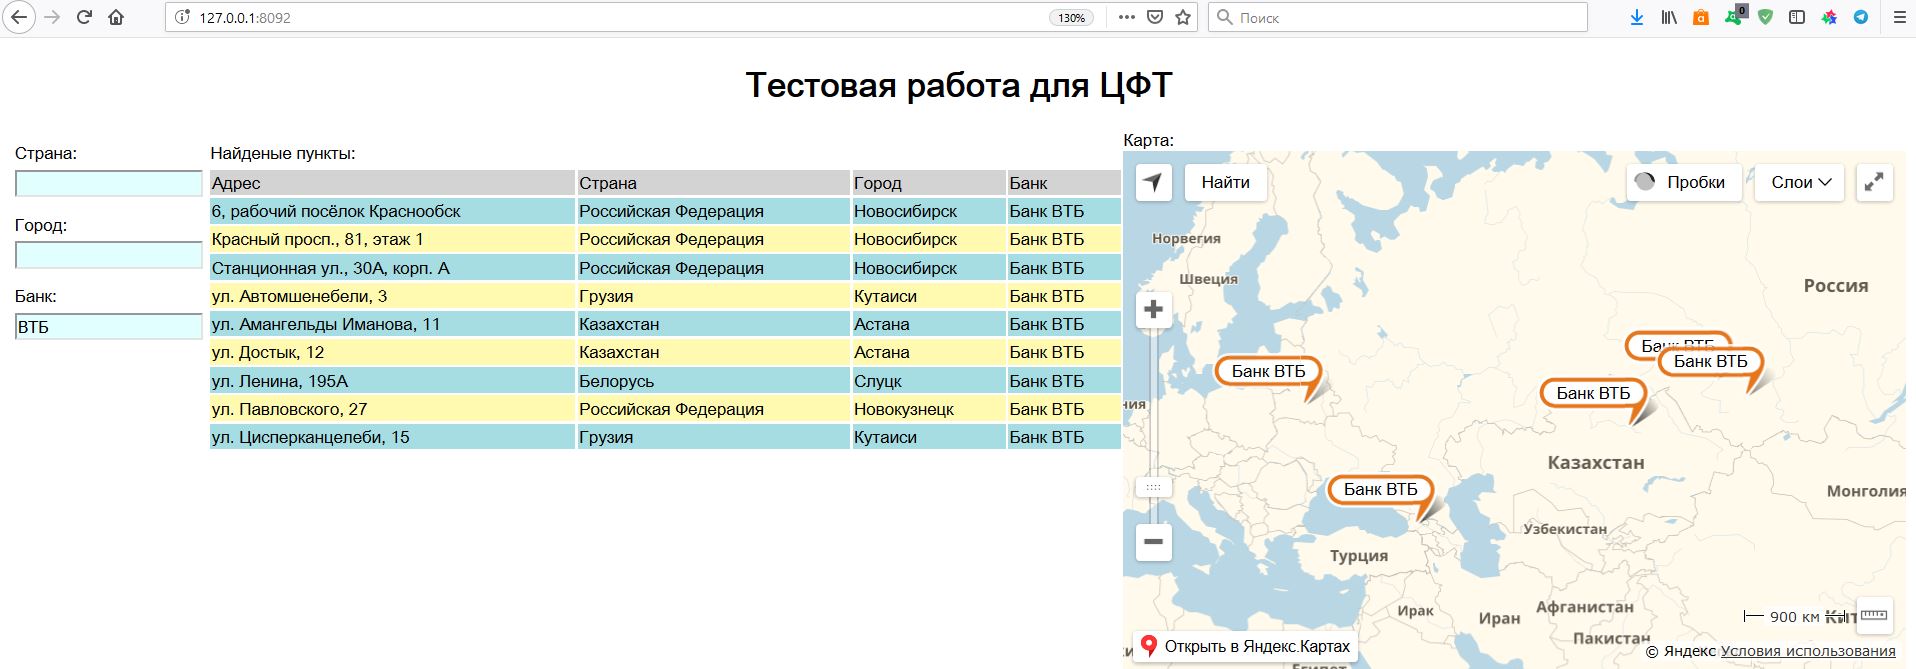 127.0.0.1:8092
130%
Поиск
0
Тестовая работа для ЦФТ
Страна:
Город:
Банк:
ВТБ
Найденые пункты:
Адрес Страна Город Банк
6, рабочий посёлок Краснообск Российская Федерация Новосибирск Банк ВТБ
Красный просп., 81, этаж 1 Российская Федерация Новосибирск Банк ВТБ
Станционная ул., 30А, корп. А Российская Федерация Новосибирск Банк ВТБ
ул. Автомшенебели, 3 Грузия Кутаиси Банк ВТБ
ул. Амангельды Иманова, 11 Казахстан Астана Банк ВТБ
ул. Достык, 12 Казахстан Астана Банк ВТБ
ул. Ленина, 195А Белорусь Слуцк Банк ВТБ
ул. Павловского, 27 Российская Федерация Новокузнецк Банк ВТБ
ул. Цисперканцелеби, 15 Грузия Кутаиси Банк ВТБ
Карта:
Найти
Пробки
Слои
Норвегия
Швеция
Россия
Банк ВТБ
Банк ВТБ
Банк ВТБ
Банк ВТБ
ния
Казахстан
Банк ВТБ
Монголия
Узбекистан
Турция
Ирак
Иран
Афганистан
900 км
Кит
Пакистан
Открыть в Яндекс.Картах
© Яндекс Условия использования
Египет